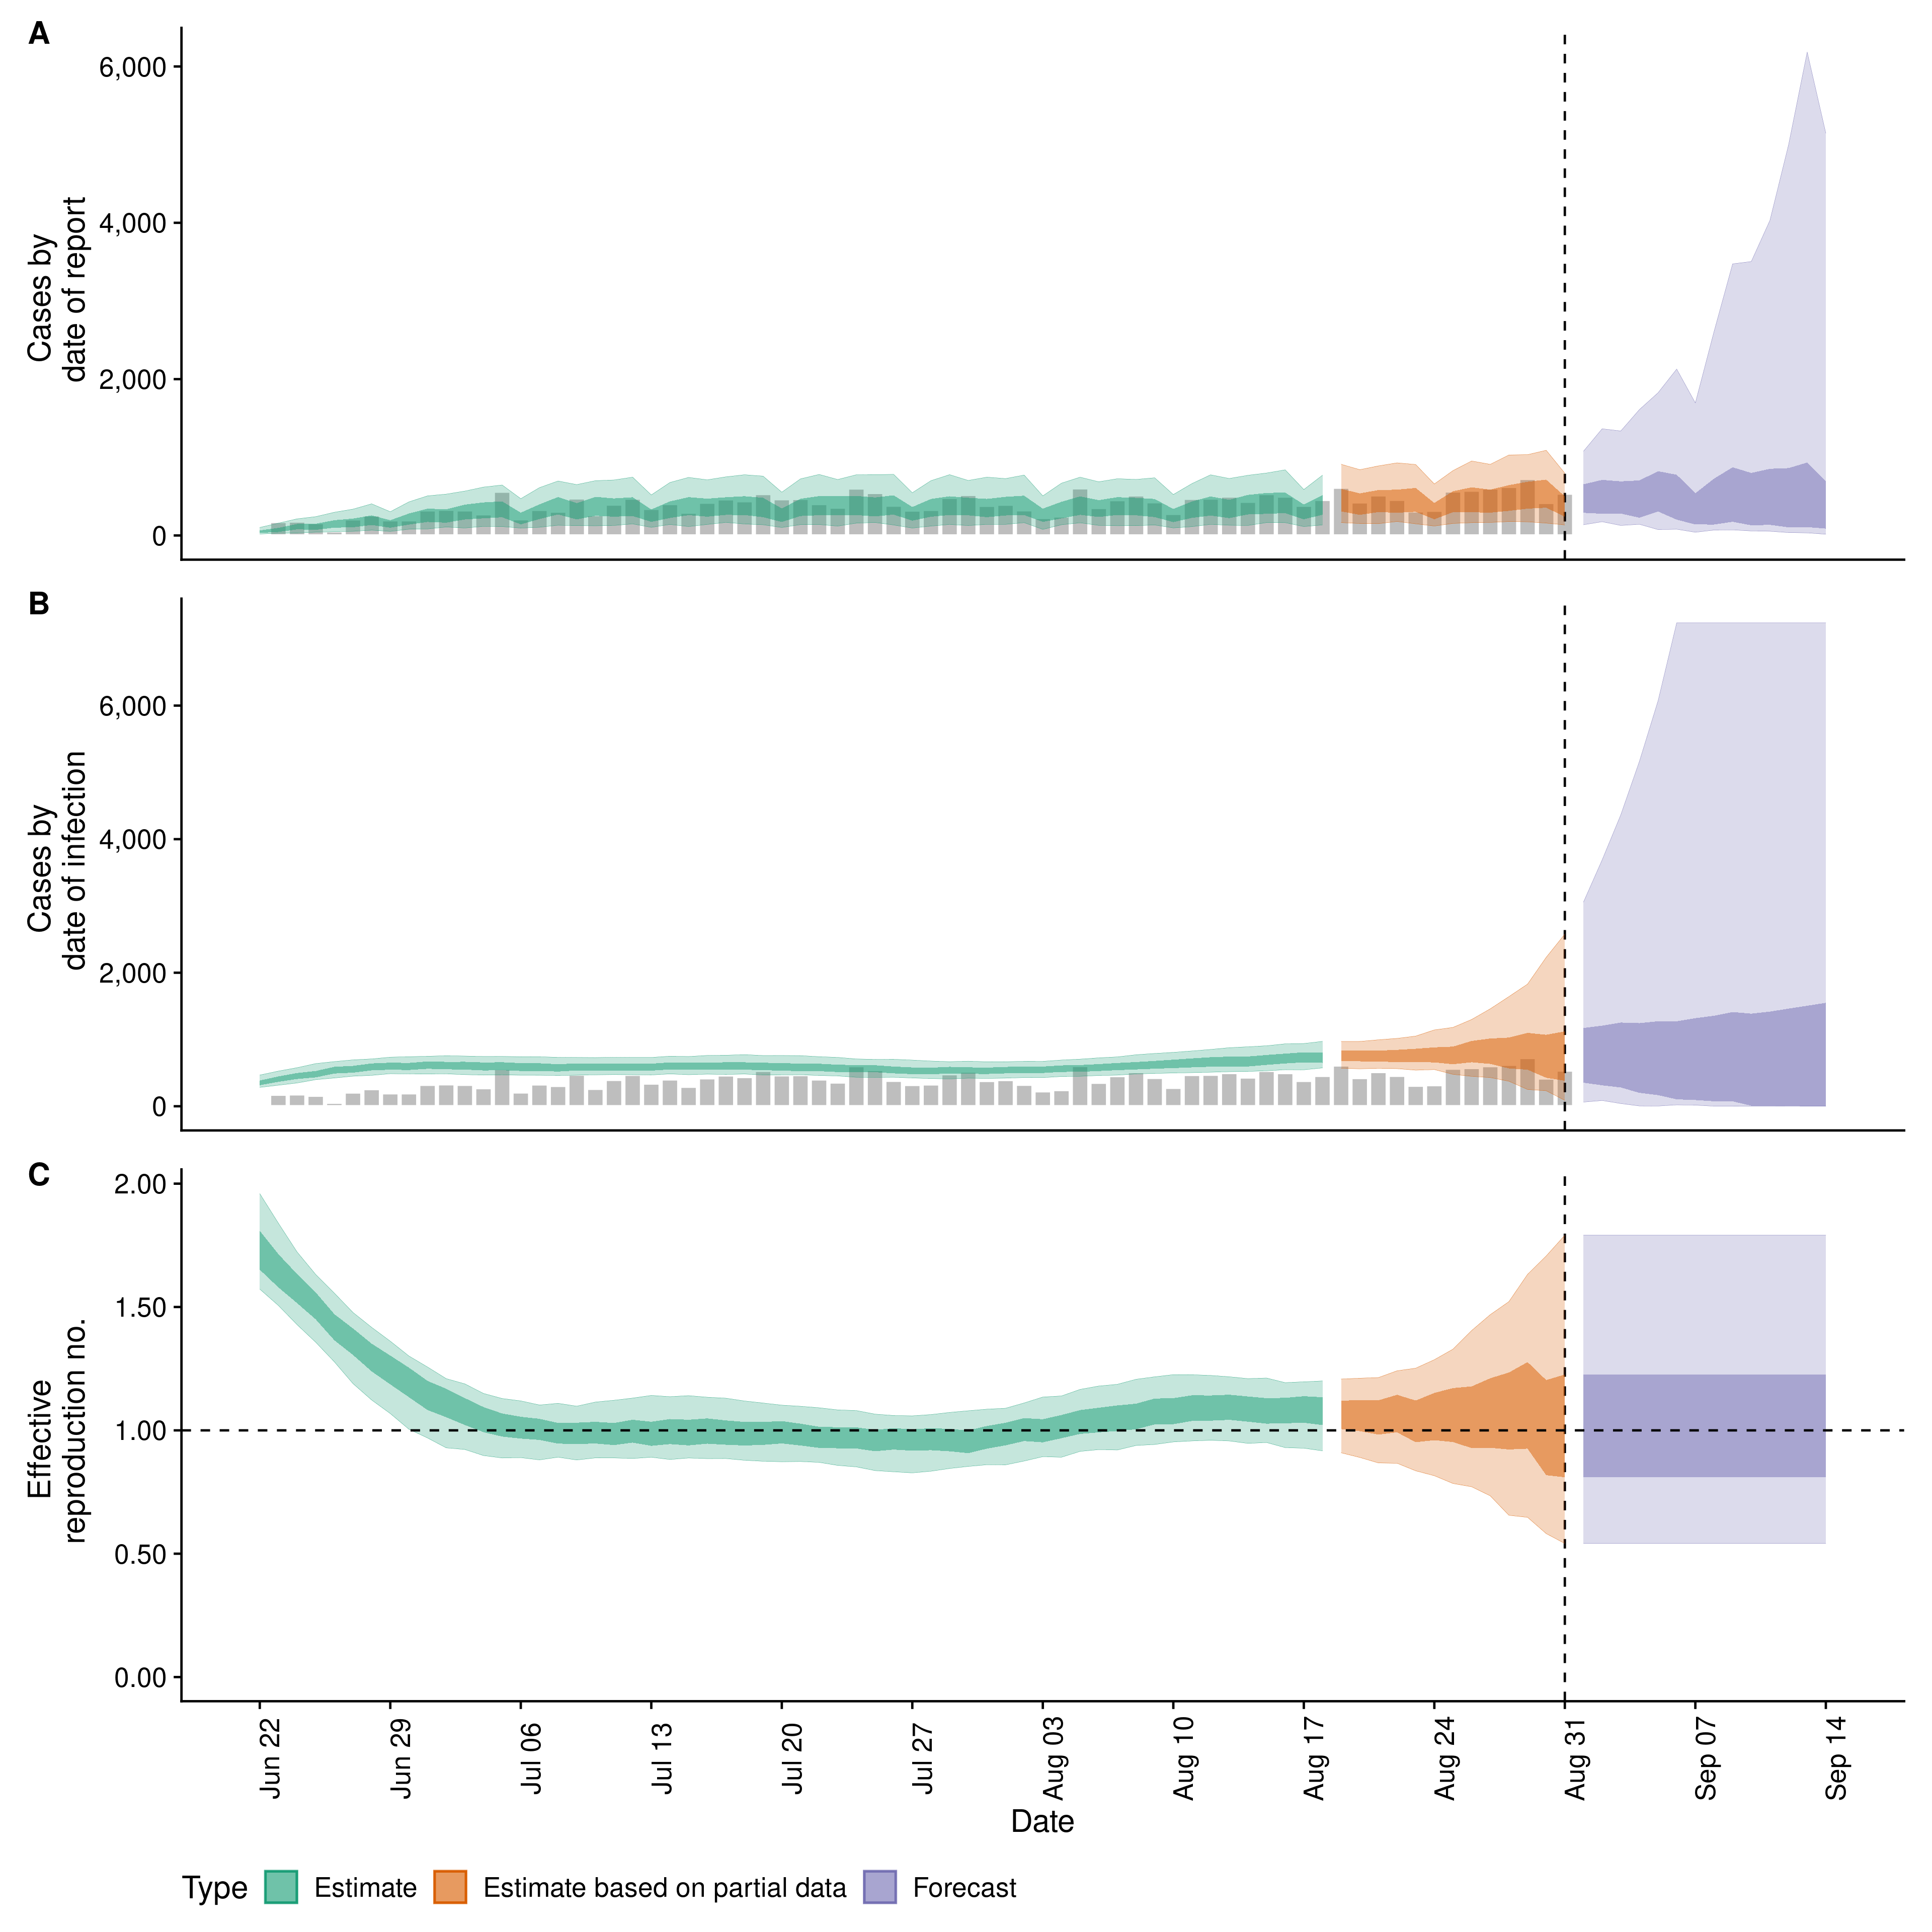 A
Cases by
date of report
6,000
4,000
2,000
0
B
Cases by
date of infection
6,000
4,000
2,000
0
C
Effective
reproduction no.
2.00
1.50
1.00
0.50
0.00
Jun 22
Jun 29
Jul 06
Jul 13
Jul 20
Jul 27
Aug 03
Aug 10
Aug 17
Aug 24
Aug 31
Sep 07
Sep 14
Date
Type Estimate Estimate based on partial data Forecast